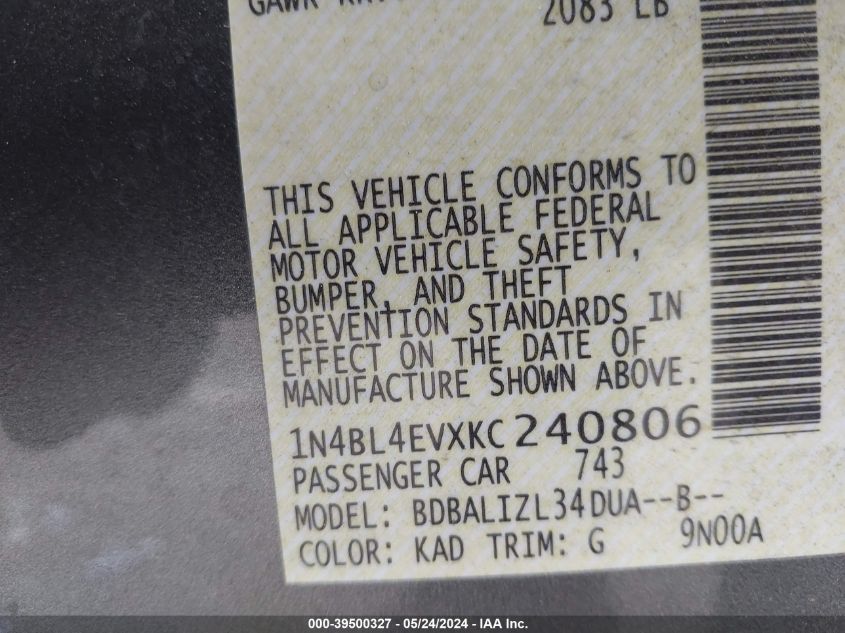 GAWR
2083 LB
THIS VEHICLE CONFORMS TO
ALL APPLICABLE FEDERAL
MOTOR VEHICLE SAFETY,
BUMPER, AND THEFT
PREVENTION STANDARDS IN
EFFECT ON THE DATE OF
MANUFACTURE SHOWN ABOVE.
1N4BL4EVXKC240806
PASSENGER CAR 743
MODEL: BDBALIZL34DUA--B--
COLOR: KAD TRIM: G 9N00A
000-39500327 - 05/24/2024 - IAA Inc.